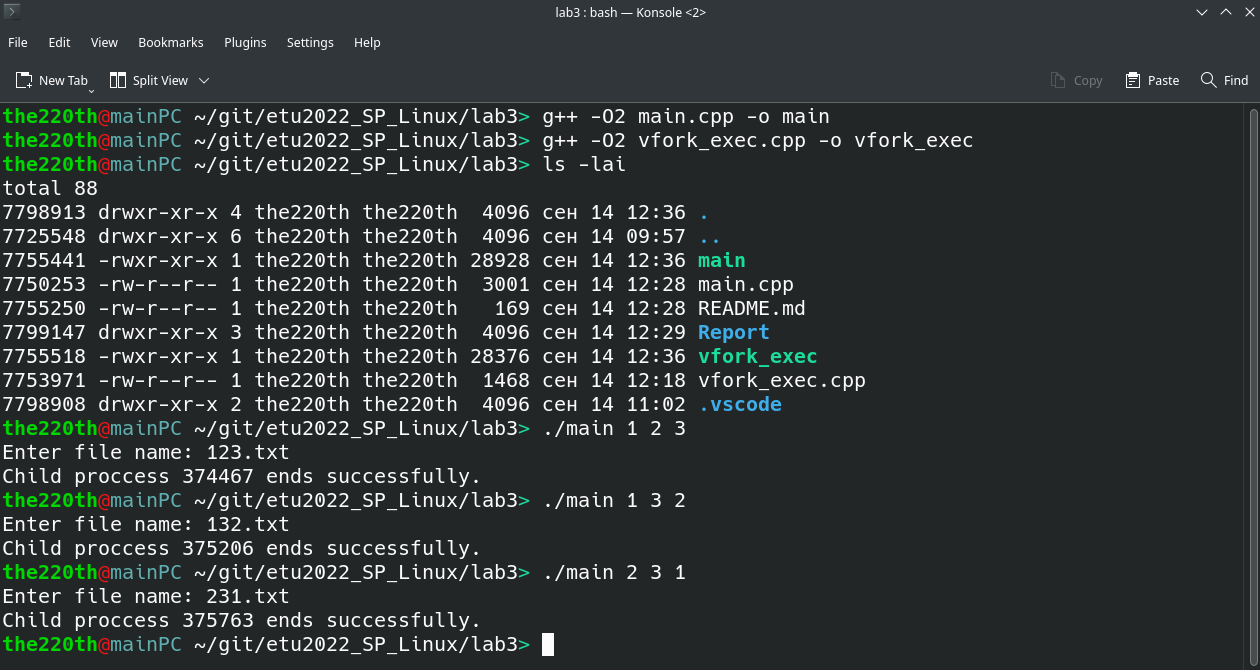 lab3 : bash — Konsole <2>
File Edit View Bookmarks Plugins Settings Help
New Tab Split View Copy Paste Find
the220th@mainPC ~/git/etu2022_SP_Linux/lab3> g++ -O2 main.cpp -o main
the220th@mainPC ~/git/etu2022_SP_Linux/lab3> g++ -O2 vfork_exec.cpp -o vfork_exec
the220th@mainPC ~/git/etu2022_SP_Linux/lab3> ls -lai
total 88
7798913 drwxr-xr-x 4 the220th the220th  4096 сен 14 12:36 .
7725548 drwxr-xr-x 6 the220th the220th  4096 сен 14 09:57 ..
7755441 -rwxr-xr-x 1 the220th the220th 28928 сен 14 12:36 main
7750253 -rw-r--r-- 1 the220th the220th  3001 сен 14 12:28 main.cpp
7755250 -rw-r--r-- 1 the220th the220th   169 сен 14 12:28 README.md
7799147 drwxr-xr-x 3 the220th the220th  4096 сен 14 12:29 Report
7755518 -rwxr-xr-x 1 the220th the220th 28376 сен 14 12:36 vfork_exec
7753971 -rw-r--r-- 1 the220th the220th  1468 сен 14 12:18 vfork_exec.cpp
7798908 drwxr-xr-x 2 the220th the220th  4096 сен 14 11:02 .vscode
the220th@mainPC ~/git/etu2022_SP_Linux/lab3> ./main 1 2 3
Enter file name: 123.txt
Child proccess 374467 ends successfully.
the220th@mainPC ~/git/etu2022_SP_Linux/lab3> ./main 1 3 2
Enter file name: 132.txt
Child proccess 375206 ends successfully.
the220th@mainPC ~/git/etu2022_SP_Linux/lab3> ./main 2 3 1
Enter file name: 231.txt
Child proccess 375763 ends successfully.
the220th@mainPC ~/git/etu2022_SP_Linux/lab3>